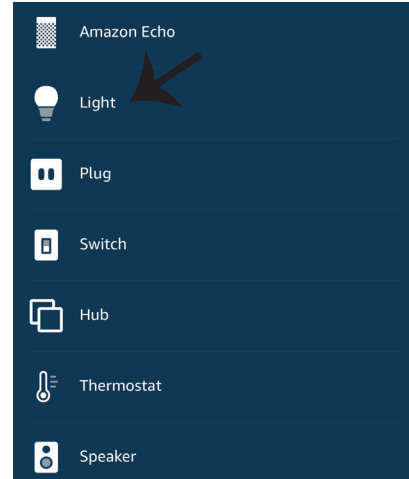 Amazon Echo
Light
Plug
Switch
Hub
Thermostat
Speaker